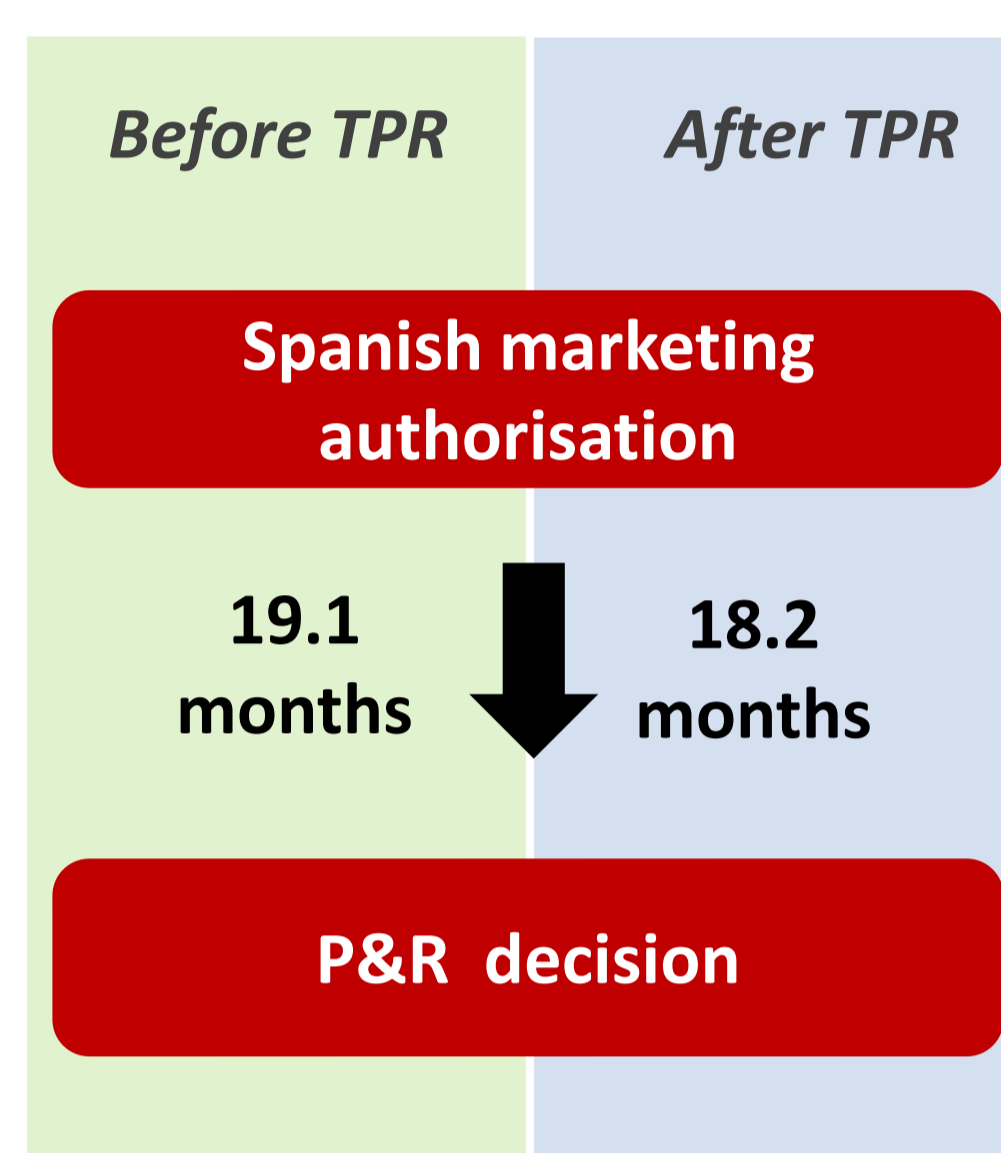 Before TPR
After TPR
Spanish marketing
authorisation
19.1
months
18.2
months
P&R decision